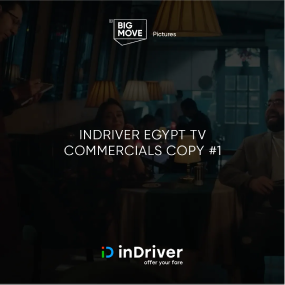 BIG
MOVE
Pictures
INDRIVER EGYPT TV
COMMERCIALS COPY #1
inDriver
offer your fare